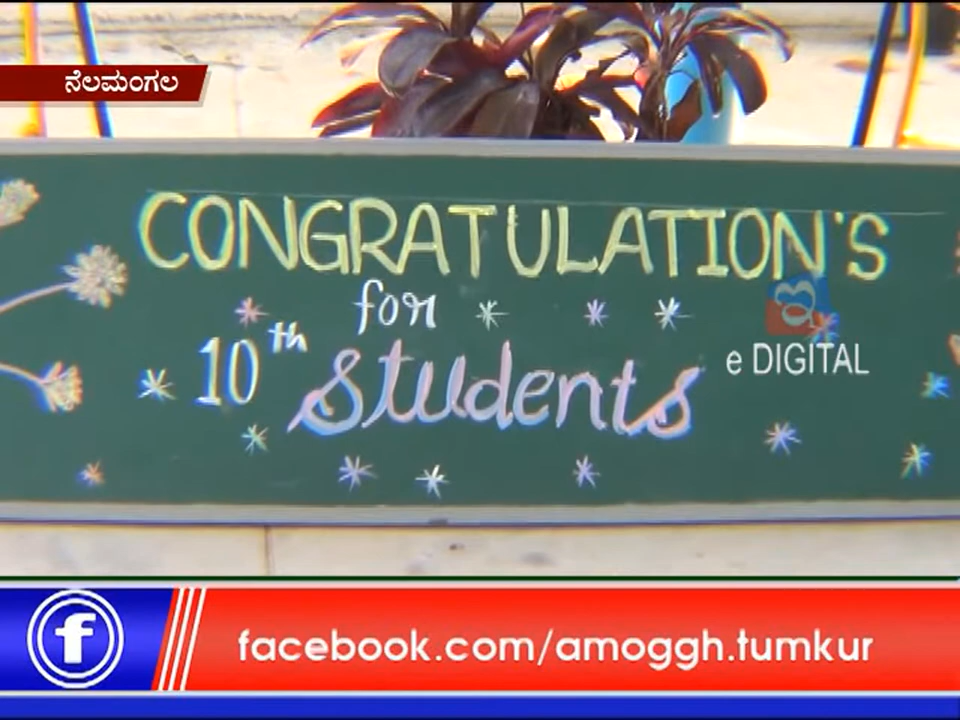 ನೆಲಮಂಗಲ
CONGRATULATION'S
for
10th students
e DIGITAL
facebook.com/amoggh.tumkur